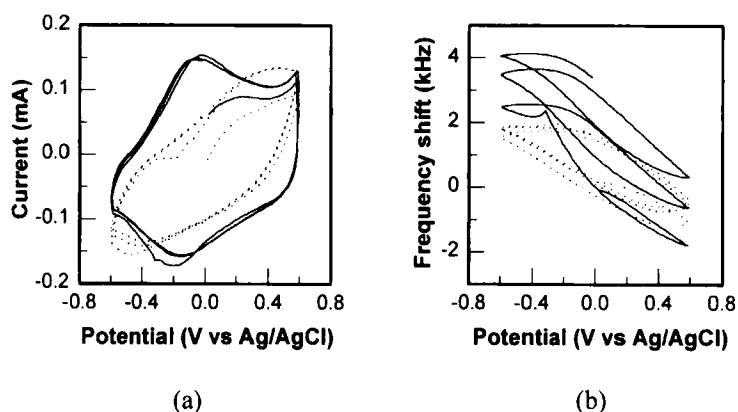 0.2
0.1
0.0
-0.1
-0.2
-0.8 -0.4 0.0 0.4 0.8
Current (mA)
Potential (V vs Ag/AgCl)
(a)
4
2
0
-2
-0.8 -0.4 0.0 0.4 0.8
Frequency shift (kHz)
Potential (V vs Ag/AgCl)
(b)